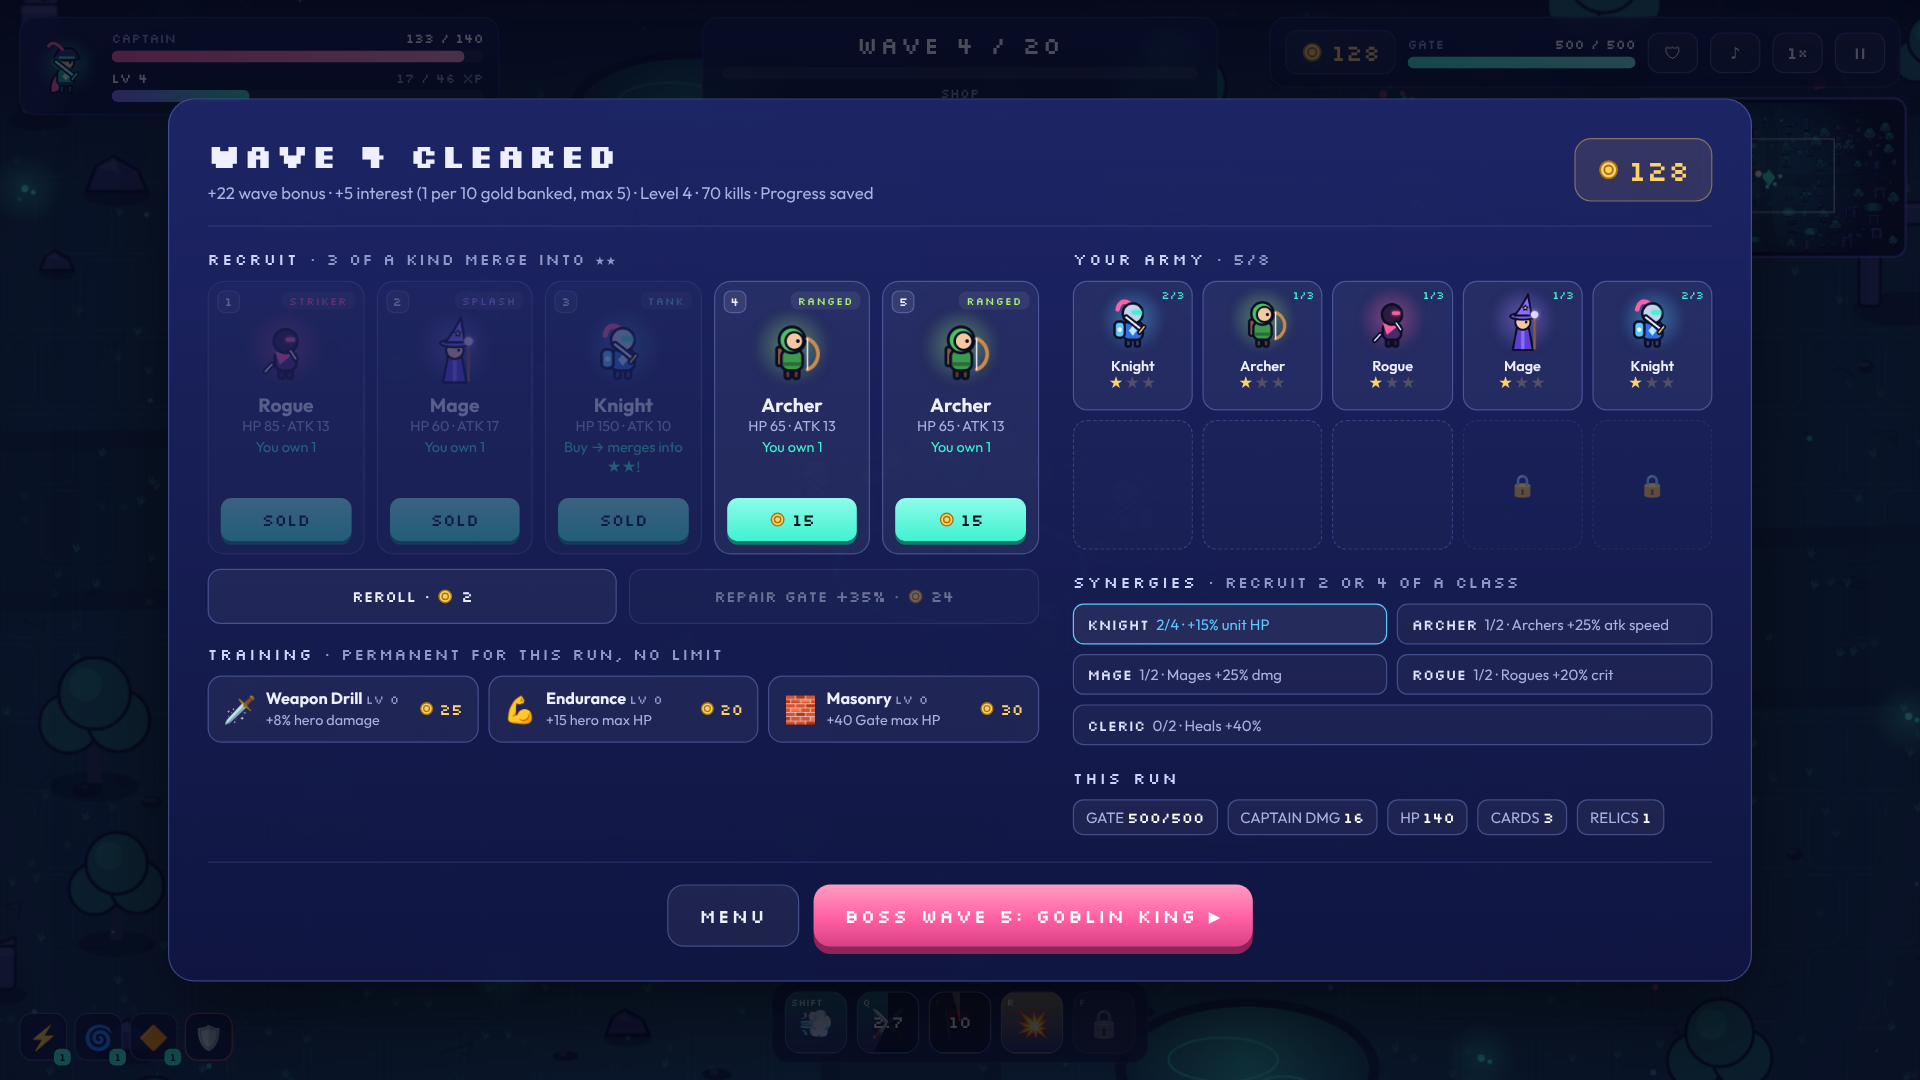 CAPTAIN 133 / 140
LV 4 17 / 46 XP
WAVE 4 / 20
SHOP
128
GATE 500 / 500
1×
WAVE 4 CLEARED
+22 wave bonus · +5 interest (1 per 10 gold banked, max 5) · Level 4 · 70 kills · Progress saved
128
RECRUIT · 3 OF A KIND MERGE INTO ★★
1 STRIKER
Rogue
HP 85 · ATK 13
You own 1
SOLD
2 SPLASH
Mage
HP 60 · ATK 17
You own 1
SOLD
3 TANK
Knight
HP 150 · ATK 10
Buy → merges into
★★!
SOLD
4 RANGED
Archer
HP 65 · ATK 13
You own 1
15
5 RANGED
Archer
HP 65 · ATK 13
You own 1
15
REROLL · 2
REPAIR GATE +35% · 24
TRAINING · PERMANENT FOR THIS RUN, NO LIMIT
Weapon Drill LV 0
+8% hero damage
25
Endurance LV 0
+15 hero max HP
20
Masonry LV 0
+40 Gate max HP
30
YOUR ARMY · 5/8
2/3
Knight
★★★
1/3
Archer
★★★
1/3
Rogue
★★★
1/3
Mage
★★★
2/3
Knight
★★★
SYNERGIES · RECRUIT 2 OR 4 OF A CLASS
KNIGHT 2/4 · +15% unit HP
ARCHER 1/2 · Archers +25% atk speed
MAGE 1/2 · Mages +25% dmg
ROGUE 1/2 · Rogues +20% crit
CLERIC 0/2 · Heals +40%
THIS RUN
GATE 500/500
CAPTAIN DMG 16
HP 140
CARDS 3
RELICS 1
MENU
BOSS WAVE 5: GOBLIN KING ▶
1
1
1
SHIFT
Q
2.7
10
R
F